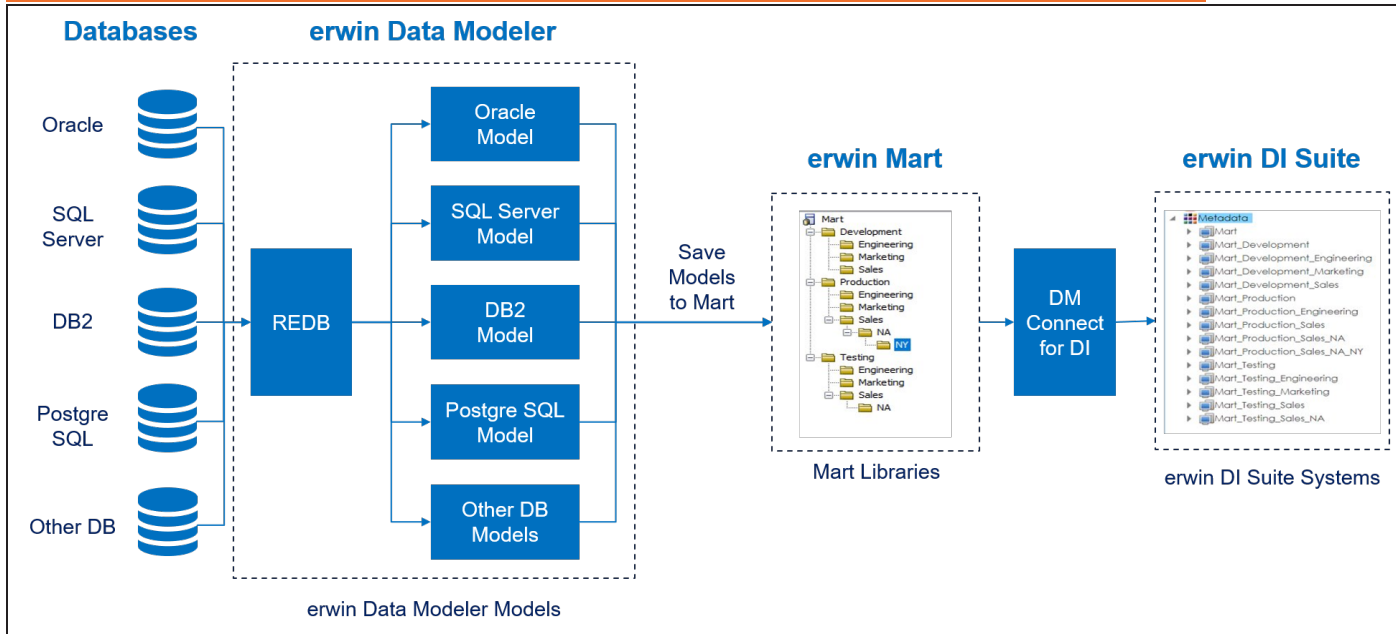 Databases
erwin Data Modeler
Oracle
SQL
Server
DB2
Postgre
SQL
Other DB
REDB
Oracle
Model
SQL Server
Model
DB2
Model
Postgre SQL
Model
Other DB
Models
erwin Data Modeler Models
Save
Models
to Mart
erwin Mart
Mart
Development
Engineering
Marketing
Sales
Production
Engineering
Marketing
Sales
NA
NY
Testing
Engineering
Marketing
Sales
NA
Mart Libraries
DM
Connect
for DI
erwin DI Suite
Metadata
Mart
Mart_Development
Mart_Development_Engineering
Mart_Development_Marketing
Mart_Development_Sales
Mart_Production
Mart_Production_Engineering
Mart_Production_Sales
Mart_Production_Sales_NA
Mart_Production_Sales_NA_NY
Mart_Testing
Mart_Testing_Engineering
Mart_Testing_Marketing
Mart_Testing_Sales
Mart_Testing_Sales_NA
erwin DI Suite Systems